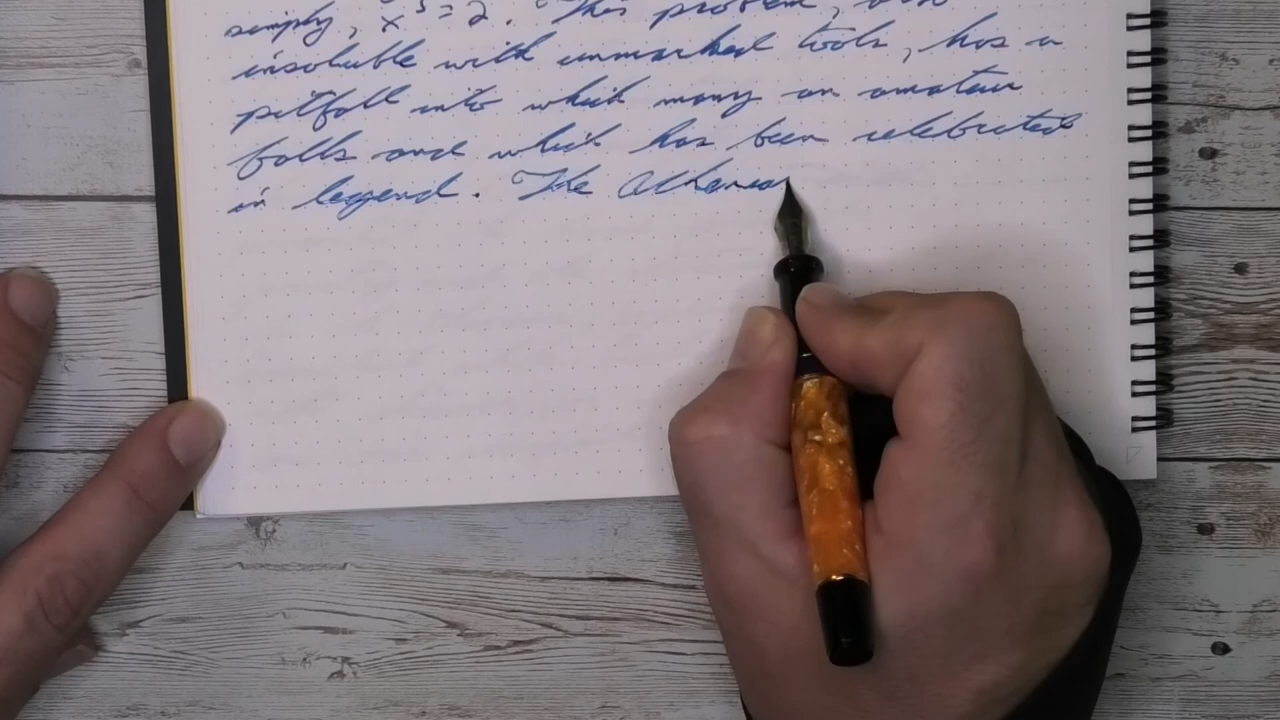 simply, x³ = 2. This problem, also
insoluble with unmarked tools, has a
pitfall into which many an amateur
falls and which has been celebrated
in legend. The Athenian